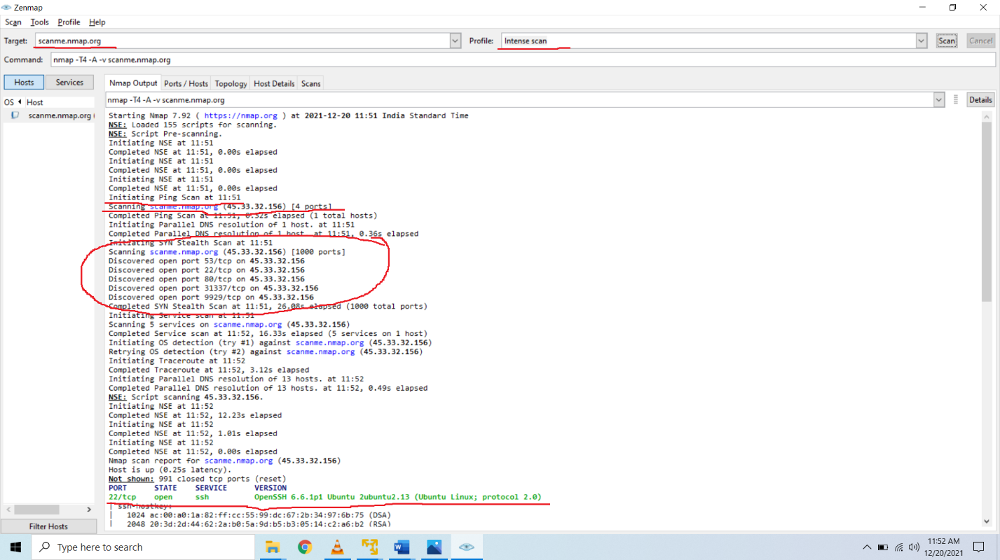 Zenmap
Scan Tools Profile Help
Target: scanme.nmap.org Profile: Intense scan Scan Cancel
Command: nmap -T4 -A -v scanme.nmap.org
Hosts Services
Nmap Output Ports / Hosts Topology Host Details Scans
OS Host
scanme.nmap.org (
nmap -T4 -A -v scanme.nmap.org Details
Starting Nmap 7.92 ( https://nmap.org ) at 2021-12-20 11:51 India Standard Time
NSE: Loaded 155 scripts for scanning.
NSE: Script Pre-scanning.
Initiating NSE at 11:51
Completed NSE at 11:51, 0.00s elapsed
Initiating NSE at 11:51
Completed NSE at 11:51, 0.00s elapsed
Initiating NSE at 11:51
Completed NSE at 11:51, 0.00s elapsed
Initiating Ping Scan at 11:51
Scanning scanme.nmap.org (45.33.32.156) [4 ports]
Completed Ping Scan at 11:51, 0.52s elapsed (1 total hosts)
Initiating Parallel DNS resolution of 1 host. at 11:51
Completed Parallel DNS resolution of 1 host. at 11:51, 0.36s elapsed
Initiating SYN Stealth Scan at 11:51
Scanning scanme.nmap.org (45.33.32.156) [1000 ports]
Discovered open port 53/tcp on 45.33.32.156
Discovered open port 22/tcp on 45.33.32.156
Discovered open port 80/tcp on 45.33.32.156
Discovered open port 31337/tcp on 45.33.32.156
Discovered open port 9929/tcp on 45.33.32.156
Completed SYN Stealth Scan at 11:51, 26.08s elapsed (1000 total ports)
Initiating Service scan at 11:51
Scanning 5 services on scanme.nmap.org (45.33.32.156)
Completed Service scan at 11:52, 16.33s elapsed (5 services on 1 host)
Initiating OS detection (try #1) against scanme.nmap.org (45.33.32.156)
Retrying OS detection (try #2) against scanme.nmap.org (45.33.32.156)
Initiating Traceroute at 11:52
Completed Traceroute at 11:52, 3.12s elapsed
Initiating Parallel DNS resolution of 13 hosts. at 11:52
Completed Parallel DNS resolution of 13 hosts. at 11:52, 0.49s elapsed
NSE: Script scanning 45.33.32.156.
Initiating NSE at 11:52
Completed NSE at 11:52, 12.23s elapsed
Initiating NSE at 11:52
Completed NSE at 11:52, 1.01s elapsed
Initiating NSE at 11:52
Completed NSE at 11:52, 0.00s elapsed
Nmap scan report for scanme.nmap.org (45.33.32.156)
Host is up (0.25s latency).
Not shown: 991 closed tcp ports (reset)
PORT STATE SERVICE VERSION
22/tcp open ssh OpenSSH 6.6.1p1 Ubuntu 2ubuntu2.13 (Ubuntu Linux; protocol 2.0)
| ssh-hostkey:
| 1024 ac:00:a0:1a:82:ff:cc:55:99:dc:67:2b:34:97:6b:75 (DSA)
| 2048 20:3d:2d:44:62:2a:b0:5a:9d:b5:b3:05:14:c2:a6:b2 (RSA)
Filter Hosts
Type here to search
11:52 AM
12/20/2021